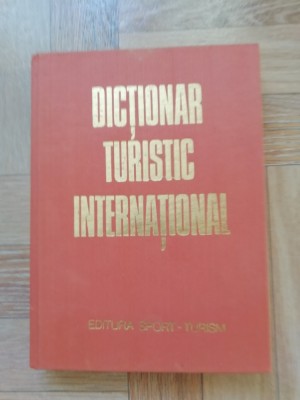 DICȚIONAR
TURISTIC
INTERNAȚIONAL
EDITURA SPORT-TURISM